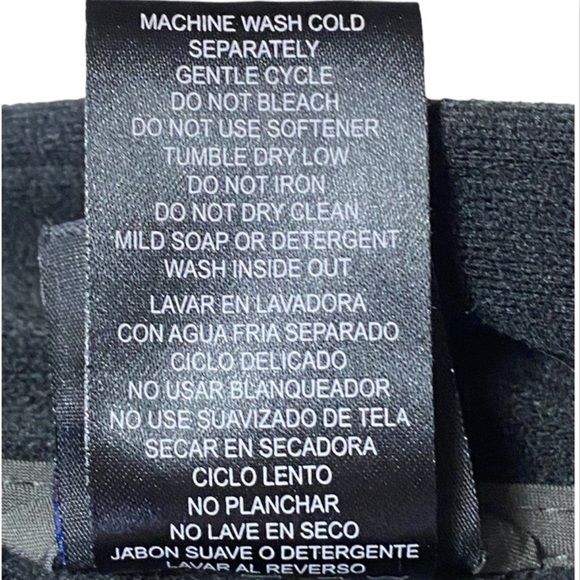 MACHINE WASH COLD
SEPARATELY
GENTLE CYCLE
DO NOT BLEACH
DO NOT USE SOFTENER
TUMBLE DRY LOW
DO NOT IRON
DO NOT DRY CLEAN
MILD SOAP OR DETERGENT
WASH INSIDE OUT
LAVAR EN LAVADORA
CON AGUA FRIA SEPARADO
CICLO DELICADO
NO USAR BLANQUEADOR
NO USE SUAVIZADO DE TELA
SECAR EN SECADORA
CICLO LENTO
NO PLANCHAR
NO LAVE EN SECO
JABON SUAVE O DETERGENTE
LAVAR AL REVERSO